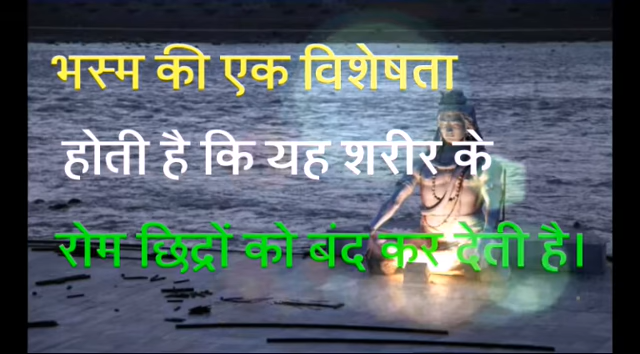 भस्म की एक विशेषता
होती है कि यह शरीर के
रोम छिद्रों को बंद कर देती है।